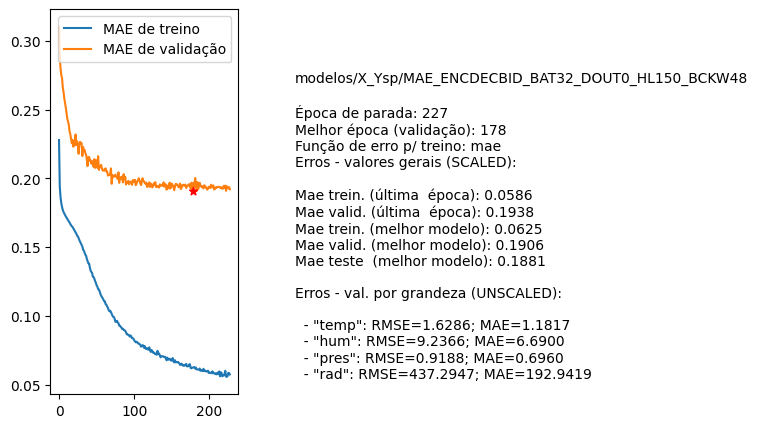 MAE de treino
MAE de validação
0.30
0.25
0.20
0.15
0.10
0.05
0
100
200
modelos/X_Ysp/MAE_ENCDECBID_BAT32_DOUT0_HL150_BCKW48
Época de parada: 227
Melhor época (validação): 178
Função de erro p/ treino: mae
Erros - valores gerais (SCALED):
Mae trein. (última  época): 0.0586
Mae valid. (última  época): 0.1938
Mae trein. (melhor modelo): 0.0625
Mae valid. (melhor modelo): 0.1906
Mae teste  (melhor modelo): 0.1881
Erros - val. por grandeza (UNSCALED):
- "temp": RMSE=1.6286; MAE=1.1817
- "hum": RMSE=9.2366; MAE=6.6900
- "pres": RMSE=0.9188; MAE=0.6960
- "rad": RMSE=437.2947; MAE=192.9419